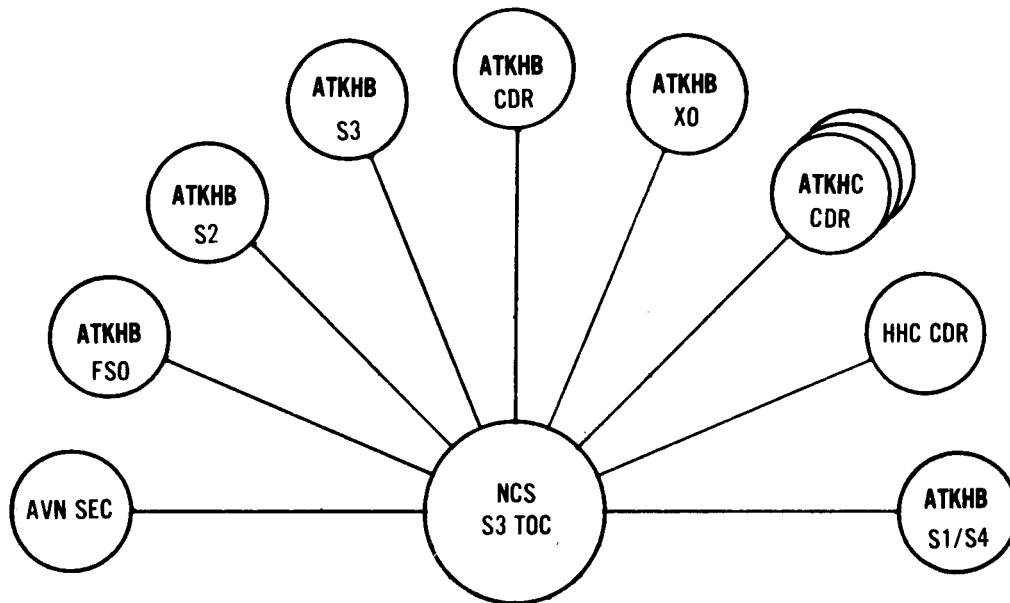 ATKHB
CDR
ATKHB
S3
ATKHB
XO
ATKHB
S2
ATKHC
CDR
ATKHB
FSO
HHC CDR
AVN SEC
NCS
S3 TOC
ATKHB
S1/S4